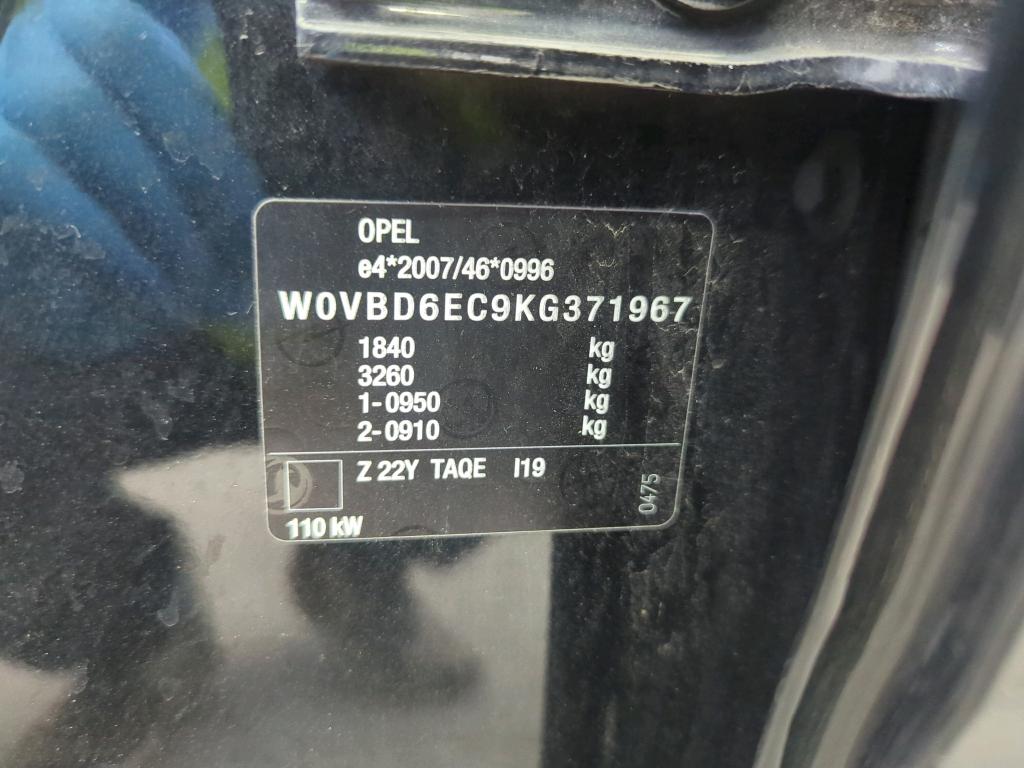 OPEL
e4*2007/46*0996
W0VBD6EC9KG371967
1840 kg
3260 kg
1-0950 kg
2-0910 kg
Z 22Y TAQE I19
0475
110 kW